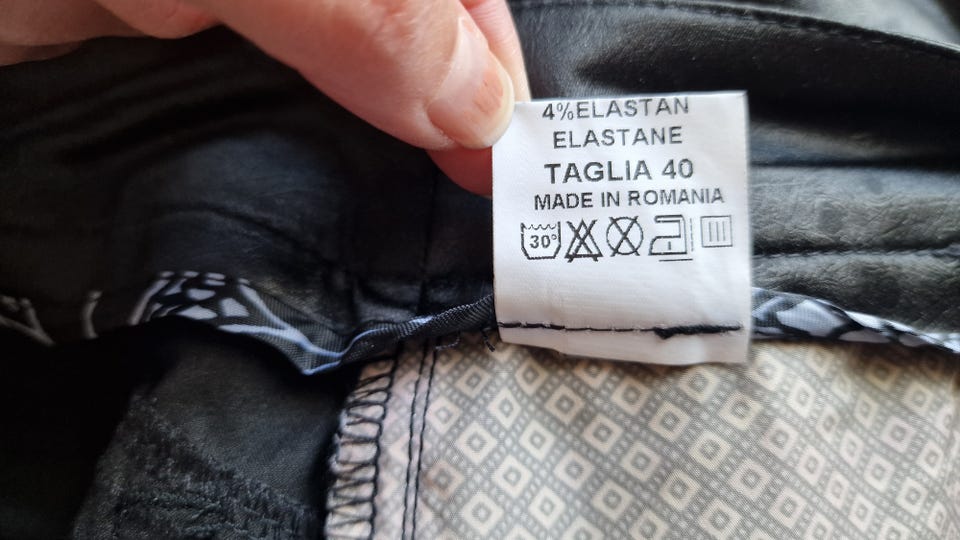 4%ELASTAN
ELASTANE
TAGLIA 40
MADE IN ROMANIA
30°